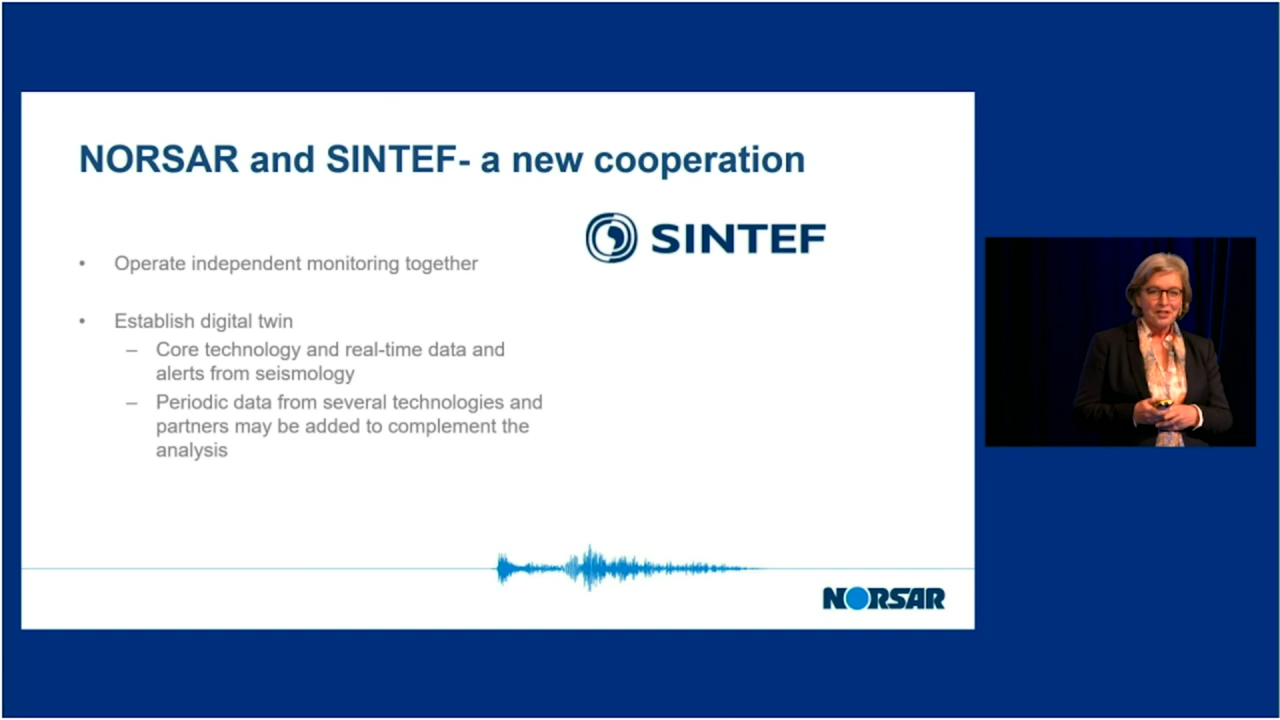 NORSAR and SINTEF- a new cooperation
SINTEF
• Operate independent monitoring together
• Establish digital twin
– Core technology and real-time data and
alerts from seismology
– Periodic data from several technologies and
partners may be added to complement the
analysis
NORSAR